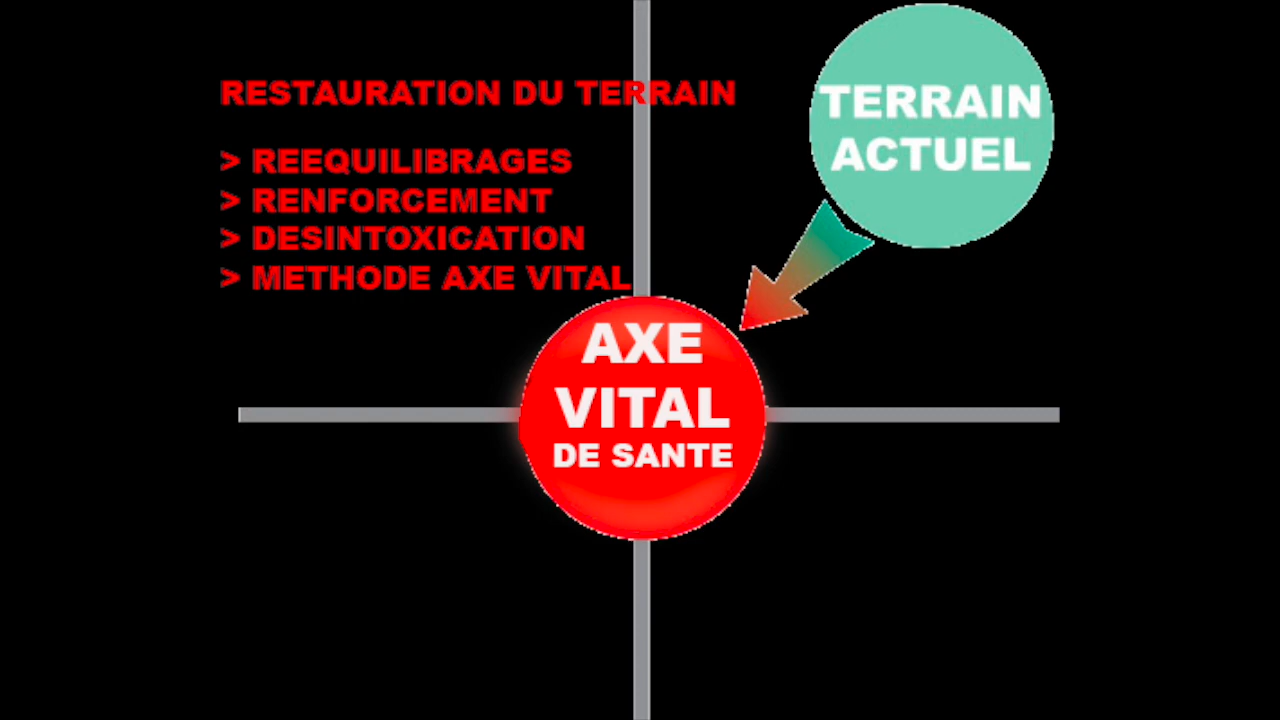 RESTAURATION DU TERRAIN
> REEQUILIBRAGES
> RENFORCEMENT
> DESINTOXICATION
> METHODE AXE VITAL
TERRAIN
ACTUEL
AXE
VITAL
DE SANTE